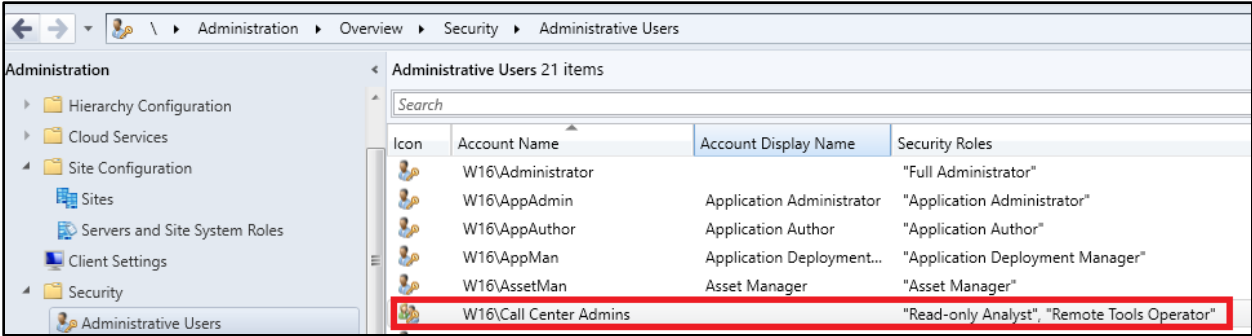 \ Administration Overview Security Administrative Users
Administration
Hierarchy Configuration
Cloud Services
Site Configuration
Sites
Servers and Site System Roles
Client Settings
Security
Administrative Users
Administrative Users 21 items
Search
Icon Account Name Account Display Name Security Roles
W16\Administrator "Full Administrator"
W16\AppAdmin Application Administrator "Application Administrator"
W16\AppAuthor Application Author "Application Author"
W16\AppMan Application Deployment... "Application Deployment Manager"
W16\AssetMan Asset Manager "Asset Manager"
W16\Call Center Admins "Read-only Analyst", "Remote Tools Operator"